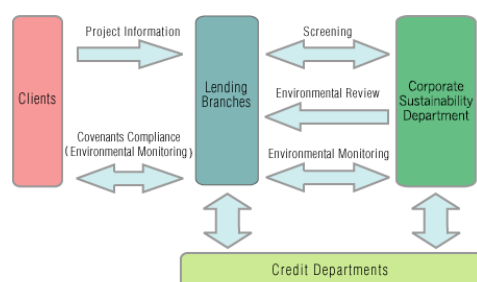 Project Information
Screening
Clients
Lending
Branches
Environmental Review
Corporate
Sustainability
Department
Covenants Compliance
(Environmental Monitoring)
Environmental Monitoring
Credit Departments